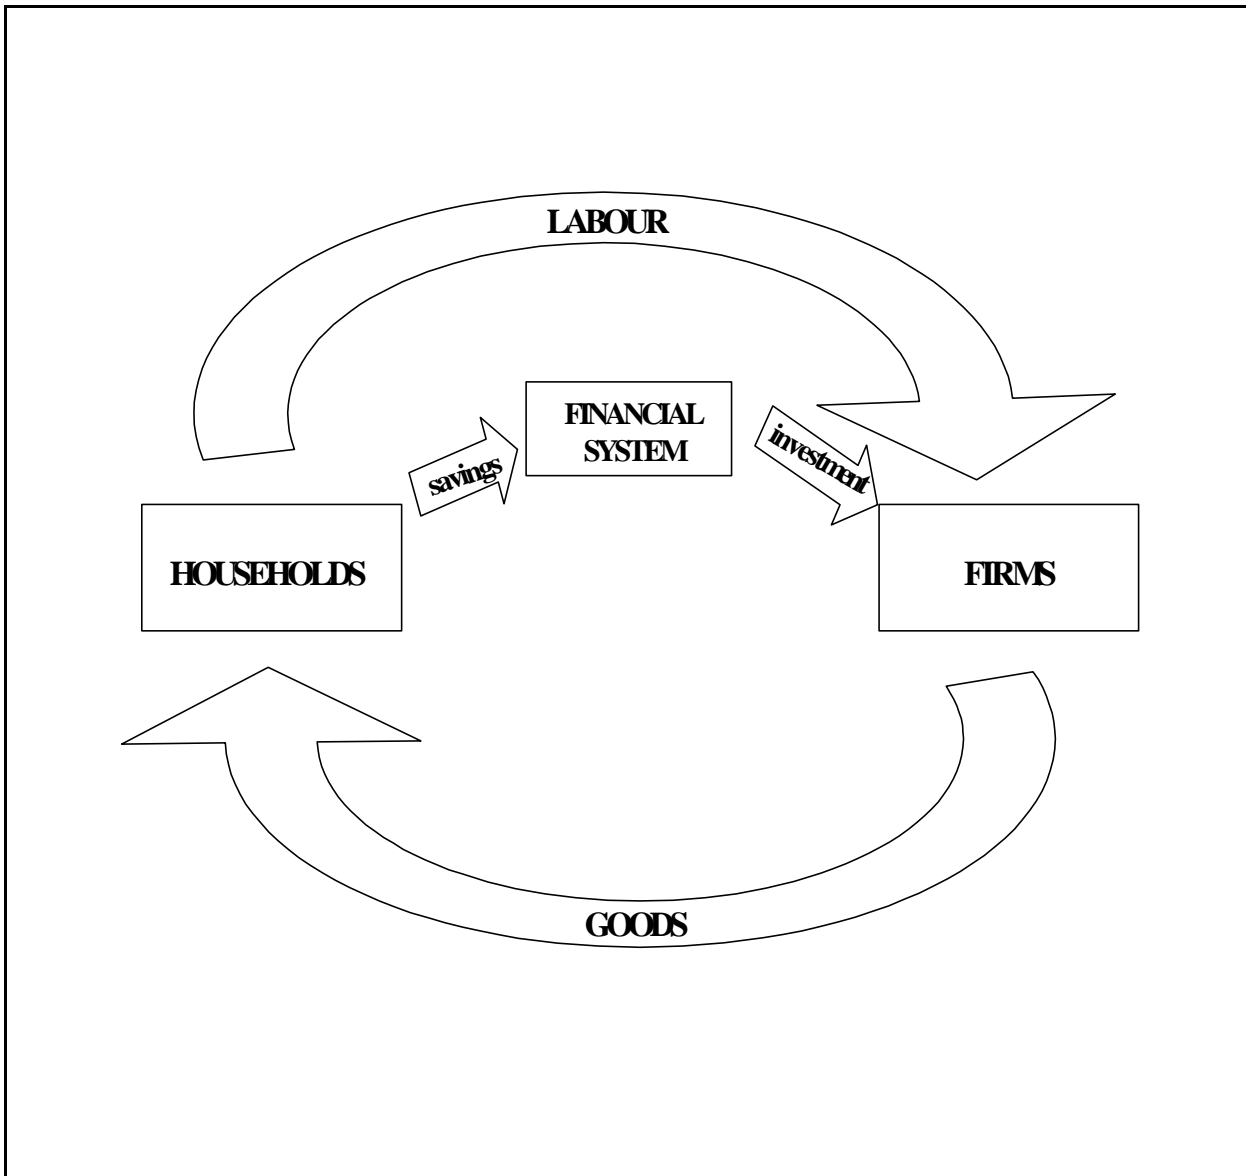 LABOUR
FINANCIAL
SYSTEM
savings
investment
HOUSEHOLDS
FIRMS
GOODS